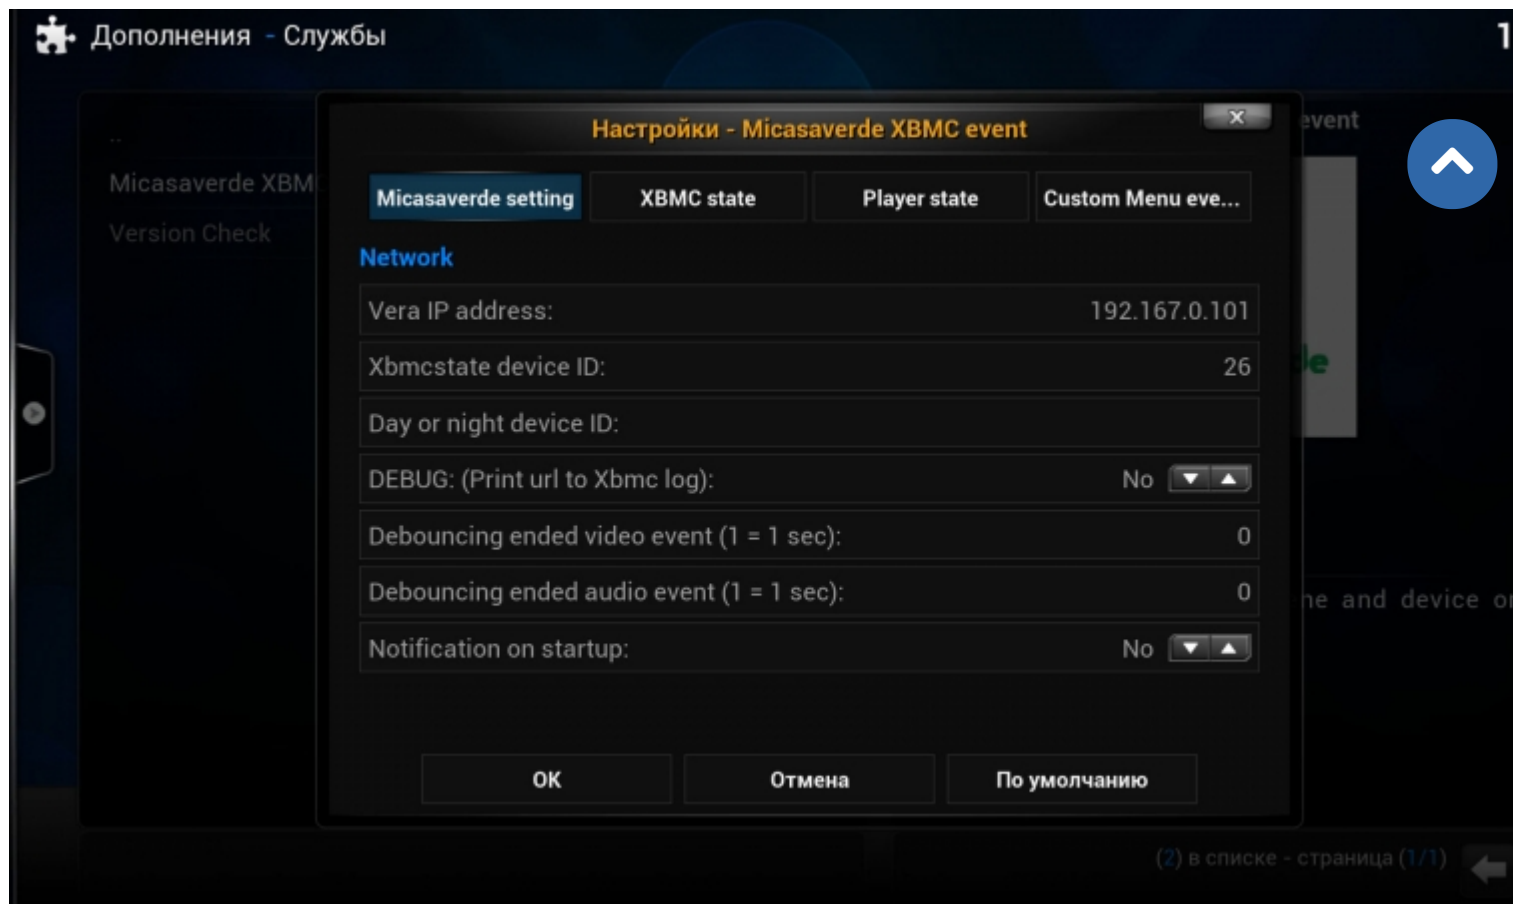 Дополнения - Службы
1
..
Micasaverde XBM
Version Check
event
Настройки - Micasaverde XBMC event
x
Micasaverde setting
XBMC state
Player state
Custom Menu eve...
Network
Vera IP address: 192.167.0.101
Xbmcstate device ID: 26
Day or night device ID:
DEBUG: (Print url to Xbmc log): No
Debouncing ended video event (1 = 1 sec): 0
Debouncing ended audio event (1 = 1 sec): 0
Notification on startup: No
and device
OK
Отмена
По умолчанию
(2) в списке - страница (1/1)